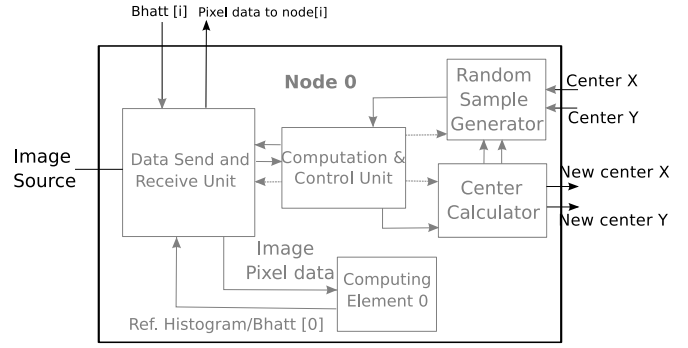 Bhatt [i]
Pixel data to node[i]
Node 0
Random
Sample
Generator
Center X
Center Y
Image
Source
Data Send and
Receive Unit
Computation &
Control Unit
Center
Calculator
New center X
New center Y
Image
Pixel data
Computing
Element 0
Ref. Histogram/Bhatt [0]